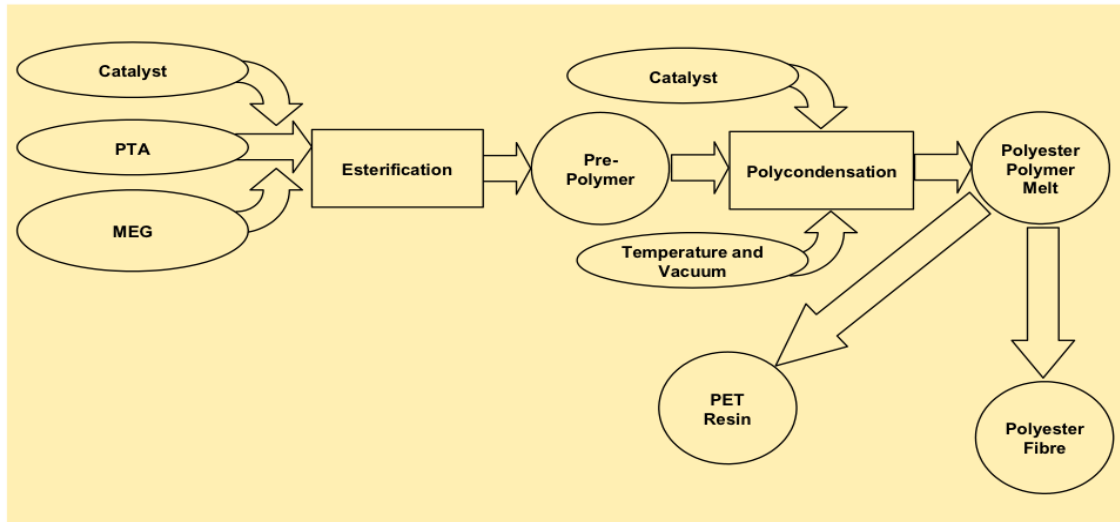 Catalyst
PTA
MEG
Esterification
Pre-
Polymer
Catalyst
Temperature and
Vacuum
Polycondensation
Polyester
Polymer
Melt
PET
Resin
Polyester
Fibre